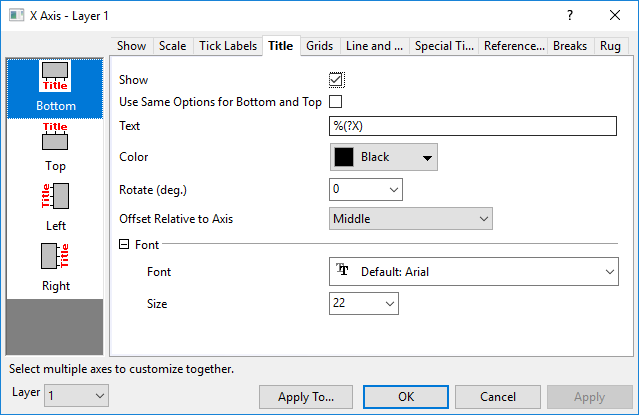 X Axis - Layer 1
?
Show Scale Tick Labels Title Grids Line and ... Special Ti... Reference... Breaks Rug
Title
Bottom
Title
Top
Title
Left
Title
Right
Show
Use Same Options for Bottom and Top
Text %(?X)
Color Black
Rotate (deg.) 0
Offset Relative to Axis Middle
Font
Font Default: Arial
Size 22
Select multiple axes to customize together.
Layer 1 Apply To... OK Cancel Apply